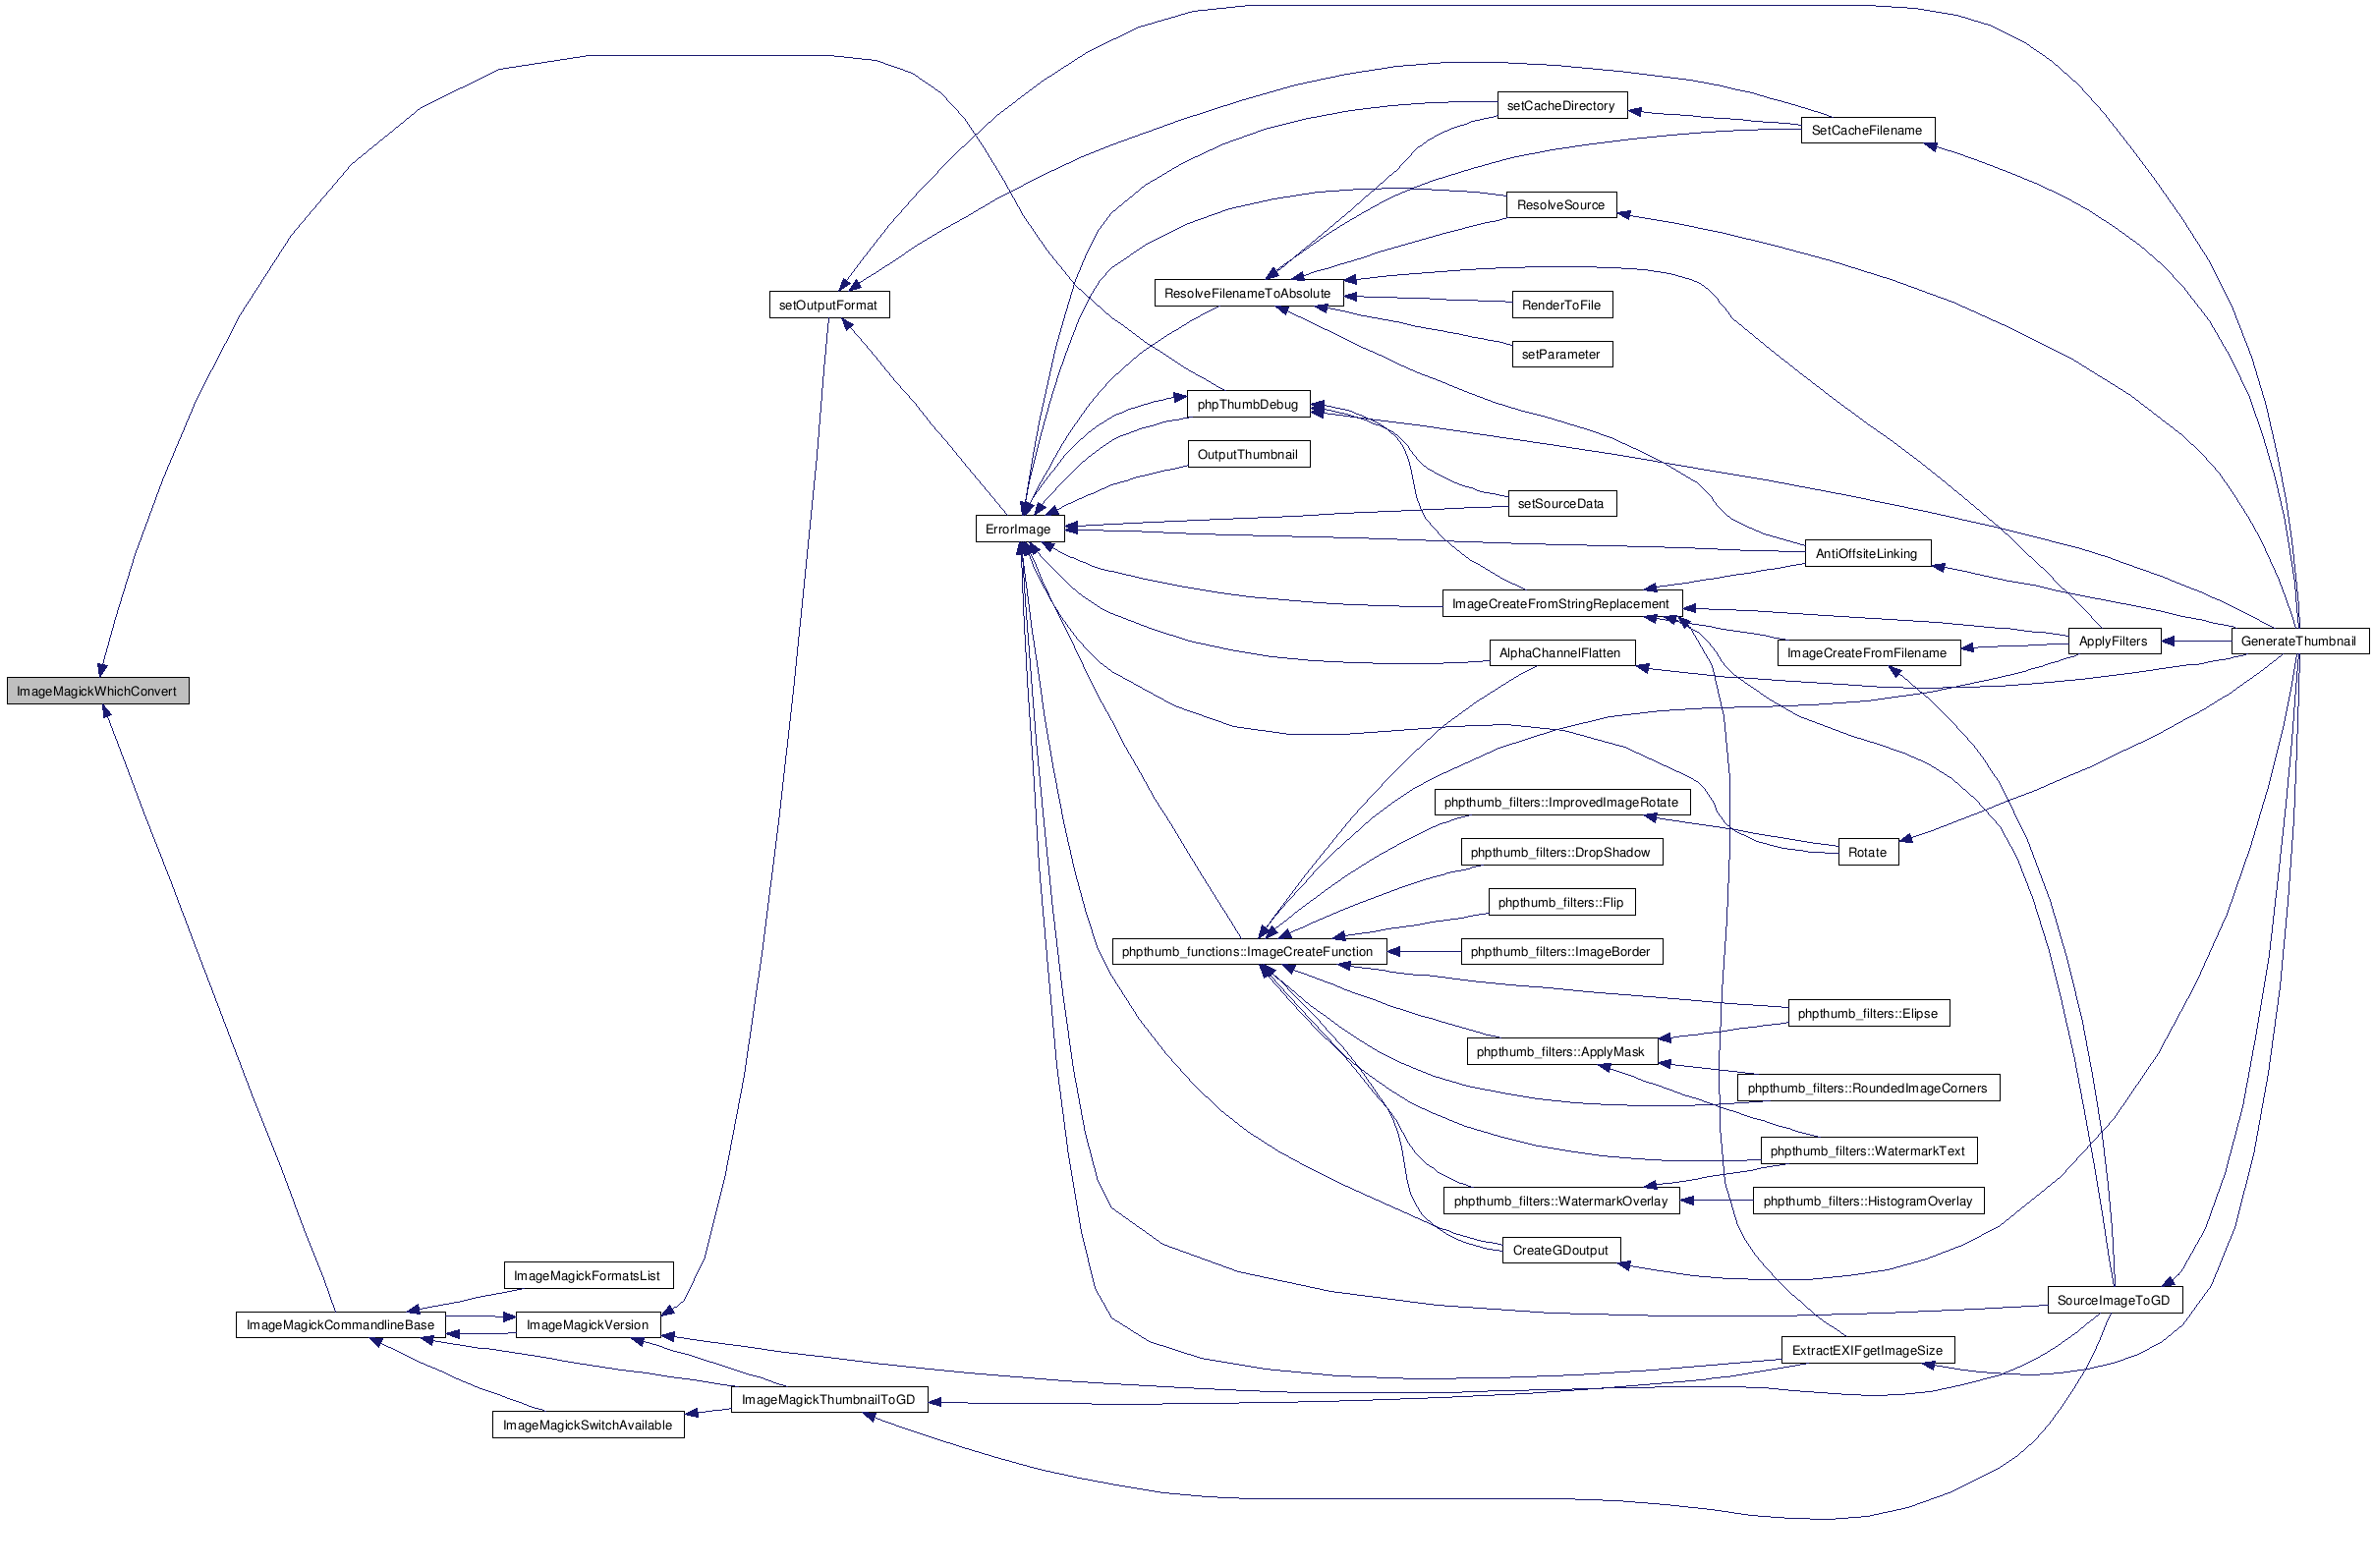 setCacheDirectory
SetCacheFilename
ResolveSource
ResolveFilenameToAbsolute
setOutputFormat
RenderToFile
setParameter
phpThumbDebug
OutputThumbnail
setSourceData
ErrorImage
AntiOffsiteLinking
ImageCreateFromStringReplacement
ApplyFilters
GenerateThumbnail
AlphaChannelFlatten
ImageCreateFromFilename
ImageMagickWhichConvert
phpthumb_filters::ImprovedImageRotate
phpthumb_filters::DropShadow
Rotate
phpthumb_filters::Flip
phpthumb_functions::ImageCreateFunction
phpthumb_filters::ImageBorder
phpthumb_filters::Elipse
phpthumb_filters::ApplyMask
phpthumb_filters::RoundedImageCorners
phpthumb_filters::WatermarkText
phpthumb_filters::WatermarkOverlay
phpthumb_filters::HistogramOverlay
CreateGDoutput
ImageMagickFormatsList
SourceImageToGD
ImageMagickCommandlineBase
ImageMagickVersion
ExtractEXIFgetImageSize
ImageMagickThumbnailToGD
ImageMagickSwitchAvailable